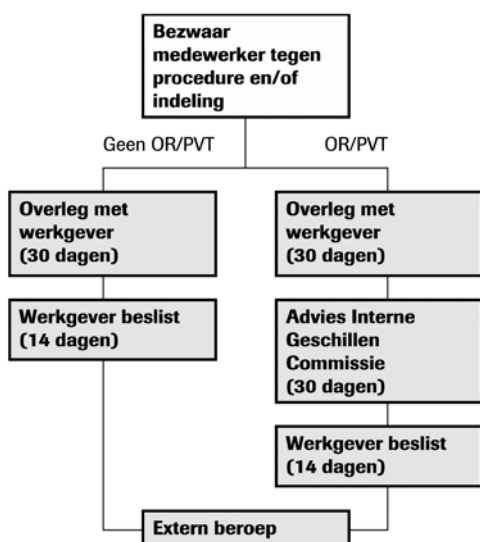 Bezwaar
medewerker tegen
procedure en/of
indeling
Geen OR/PVT
OR/PVT
Overleg met
werkgever
(30 dagen)
Werkgever beslist
(14 dagen)
Overleg met
werkgever
(30 dagen)
Advies Interne
Geschillen
Commissie
(30 dagen)
Werkgever beslist
(14 dagen)
Extern beroep